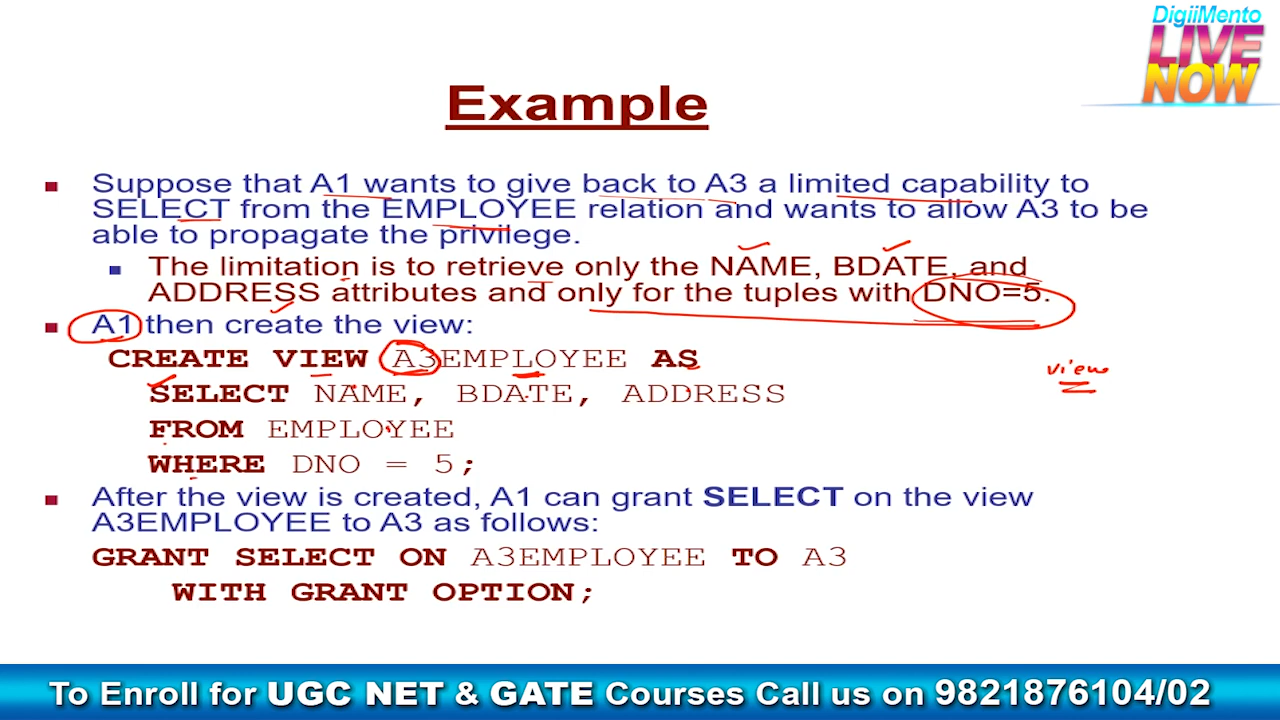 DigiiMento
LIVE
NOW
Example
Suppose that A1 wants to give back to A3 a limited capability to
SELECT from the EMPLOYEE relation and wants to allow A3 to be
able to propagate the privilege.
The limitation is to retrieve only the NAME, BDATE, and
ADDRESS attributes and only for the tuples with DNO=5.
A1 then create the view:
CREATE VIEW A3EMPLOYEE AS
view
SELECT NAME, BDATE, ADDRESS
FROM EMPLOYEE
WHERE DNO = 5;
After the view is created, A1 can grant SELECT on the view
A3EMPLOYEE to A3 as follows:
GRANT SELECT ON A3EMPLOYEE TO A3
WITH GRANT OPTION;
To Enroll for UGC NET & GATE Courses Call us on 9821876104/02